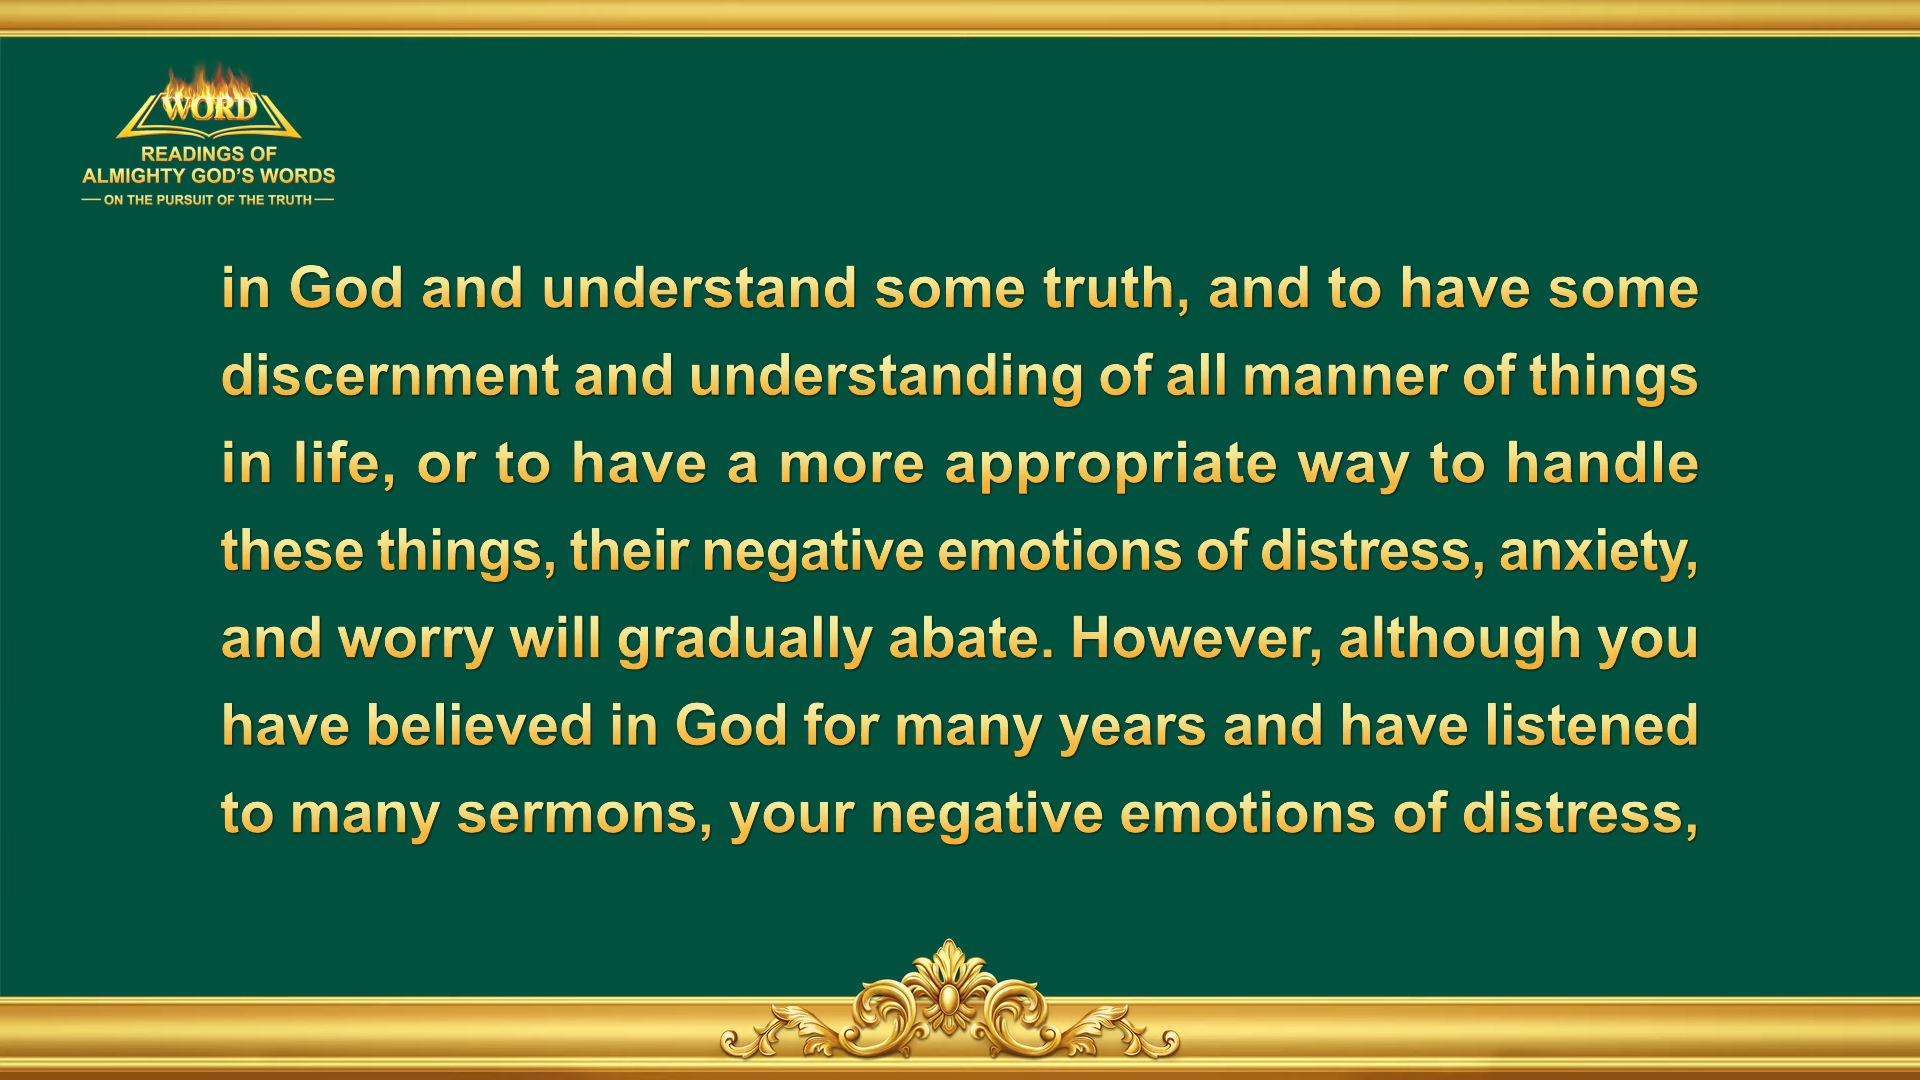 WORD
READINGS OF
ALMIGHTY GOD'S WORDS
— ON THE PURSUIT OF THE TRUTH —
in God and understand some truth, and to have some
discernment and understanding of all manner of things
in life, or to have a more appropriate way to handle
these things, their negative emotions of distress, anxiety,
and worry will gradually abate. However, although you
have believed in God for many years and have listened
to many sermons, your negative emotions of distress,